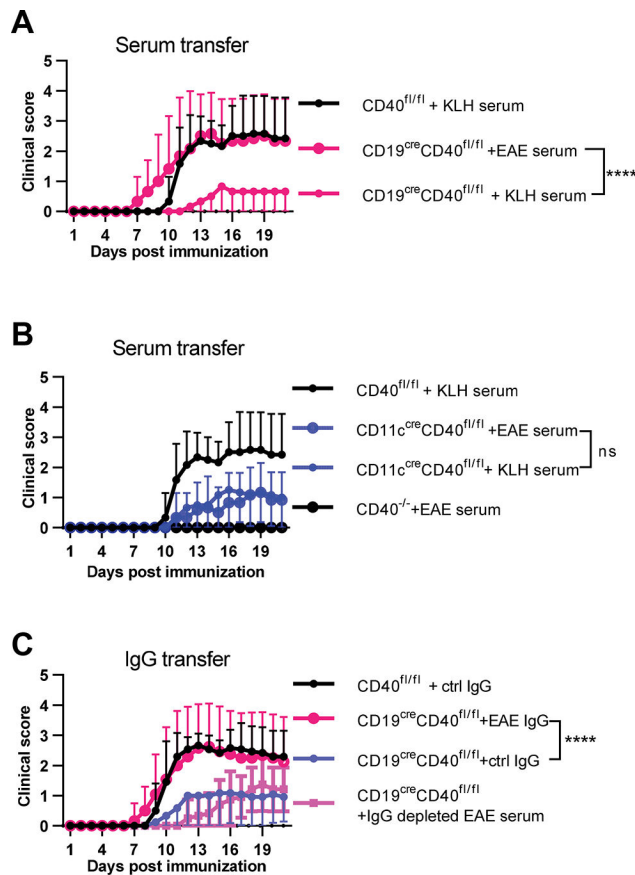 A
Serum transfer
Clinical score
5
4
3
2
1
0
1 4 7 10 13 16 19
Days post immunization
CD40fl/fl + KLH serum
CD19creCD40fl/fl +EAE serum
CD19creCD40fl/fl + KLH serum
****
B
Serum transfer
Clinical score
5
4
3
2
1
0
1 4 7 10 13 16 19
Days post immunization
CD40fl/fl + KLH serum
CD11ccreCD40fl/fl +EAE serum
CD11ccreCD40fl/fl+ KLH serum
CD40-/-+EAE serum
ns
C
IgG transfer
Clinical score
5
4
3
2
1
0
1 4 7 10 13 16 19
Days post immunization
CD40fl/fl + ctrl IgG
CD19creCD40fl/fl+EAE IgG
CD19creCD40fl/fl+ctrl IgG
CD19creCD40fl/fl
+IgG depleted EAE serum
****